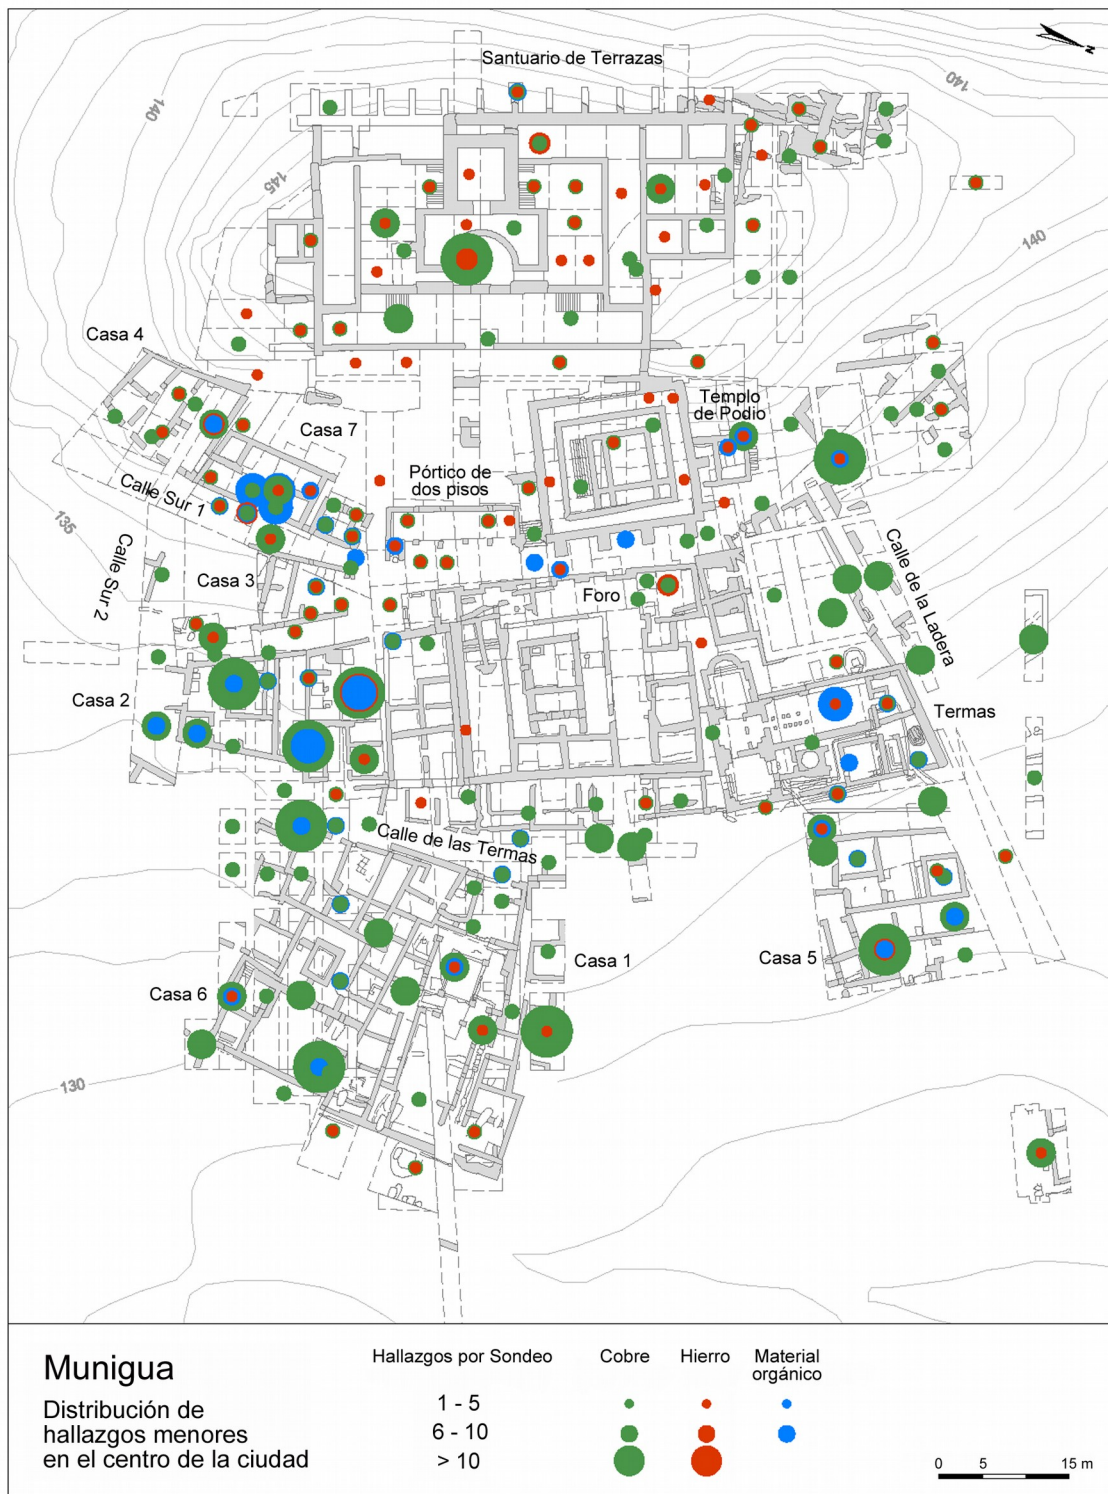 N
Santuario de Terrazas
140
140
145
140
Casa 4
Templo
de Podio
Casa 7
Pórtico de
dos pisos
Calle Sur 1
135
Calle Sur 2
Casa 3
Foro
Calle de la Ladera
Casa 2
Termas
Calle de las Termas
Casa 1
Casa 5
Casa 6
130
Munigua
Distribución de
hallazgos menores
en el centro de la ciudad
Hallazgos por Sondeo
Cobre
Hierro
Material
orgánico
1 - 5
6 - 10
> 10
0 5 15 m